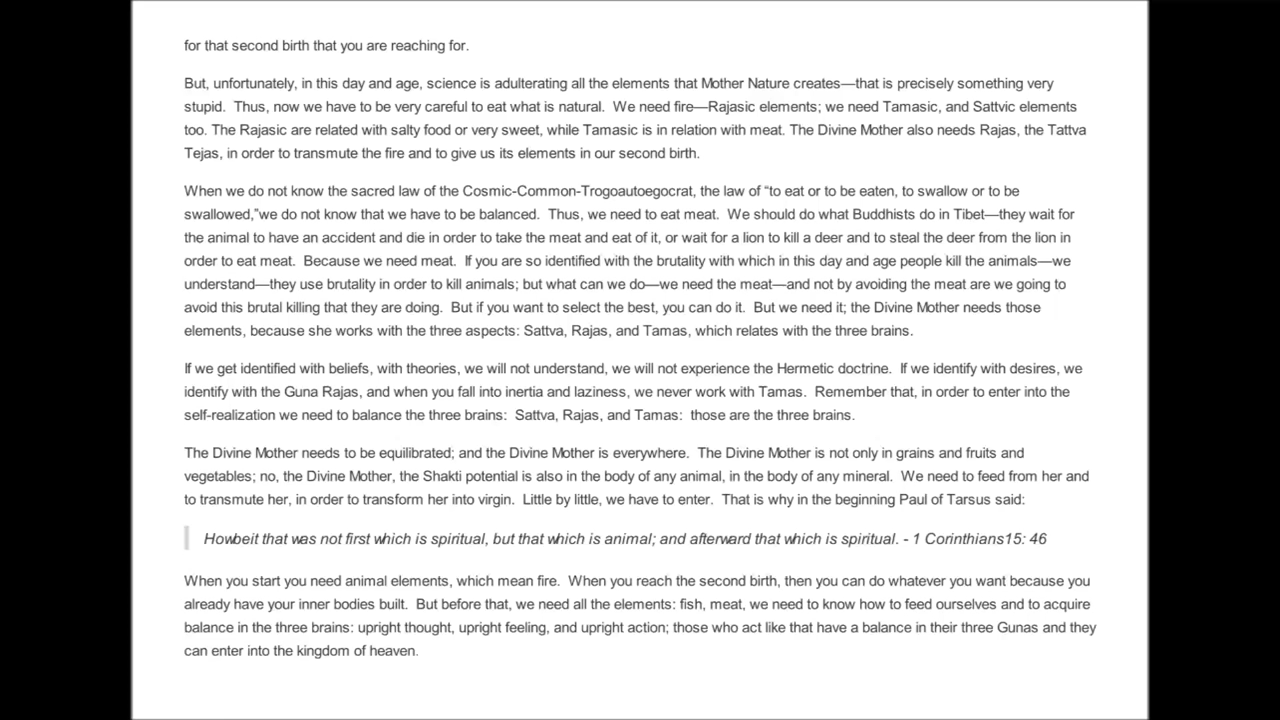 for that second birth that you are reaching for.
But, unfortunately, in this day and age, science is adulterating all the elements that Mother Nature creates—that is precisely something very
stupid.  Thus, now we have to be very careful to eat what is natural.  We need fire—Rajasic elements; we need Tamasic, and Sattvic elements
too. The Rajasic are related with salty food or very sweet, while Tamasic is in relation with meat. The Divine Mother also needs Rajas, the Tattva
Tejas, in order to transmute the fire and to give us its elements in our second birth.
When we do not know the sacred law of the Cosmic-Common-Trogoautoegocrat, the law of “to eat or to be eaten, to swallow or to be
swallowed,”we do not know that we have to be balanced.  Thus, we need to eat meat.  We should do what Buddhists do in Tibet—they wait for
the animal to have an accident and die in order to take the meat and eat of it, or wait for a lion to kill a deer and to steal the deer from the lion in
order to eat meat.  Because we need meat.  If you are so identified with the brutality with which in this day and age people kill the animals—we
understand—they use brutality in order to kill animals; but what can we do—we need the meat—and not by avoiding the meat are we going to
avoid this brutal killing that they are doing.  But if you want to select the best, you can do it.  But we need it; the Divine Mother needs those
elements, because she works with the three aspects: Sattva, Rajas, and Tamas, which relates with the three brains.
If we get identified with beliefs, with theories, we will not understand, we will not experience the Hermetic doctrine.  If we identify with desires, we
identify with the Guna Rajas, and when you fall into inertia and laziness, we never work with Tamas.  Remember that, in order to enter into the
self-realization we need to balance the three brains:  Sattva, Rajas, and Tamas:  those are the three brains.
The Divine Mother needs to be equilibrated; and the Divine Mother is everywhere.  The Divine Mother is not only in grains and fruits and
vegetables; no, the Divine Mother, the Shakti potential is also in the body of any animal, in the body of any mineral.  We need to feed from her and
to transmute her, in order to transform her into virgin.  Little by little, we have to enter.  That is why in the beginning Paul of Tarsus said:
Howbeit that was not first which is spiritual, but that which is animal; and afterward that which is spiritual. - 1 Corinthians15: 46
When you start you need animal elements, which mean fire.  When you reach the second birth, then you can do whatever you want because you
already have your inner bodies built.  But before that, we need all the elements: fish, meat, we need to know how to feed ourselves and to acquire
balance in the three brains: upright thought, upright feeling, and upright action; those who act like that have a balance in their three Gunas and they
can enter into the kingdom of heaven.